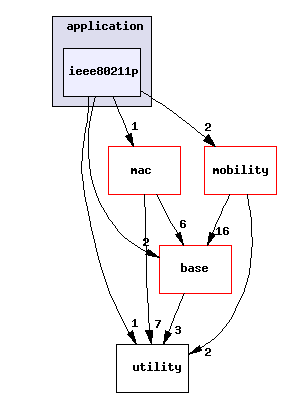 application
ieee80211p
1
2
mac
mobility
6
16
2
base
1
7
3
2
utility